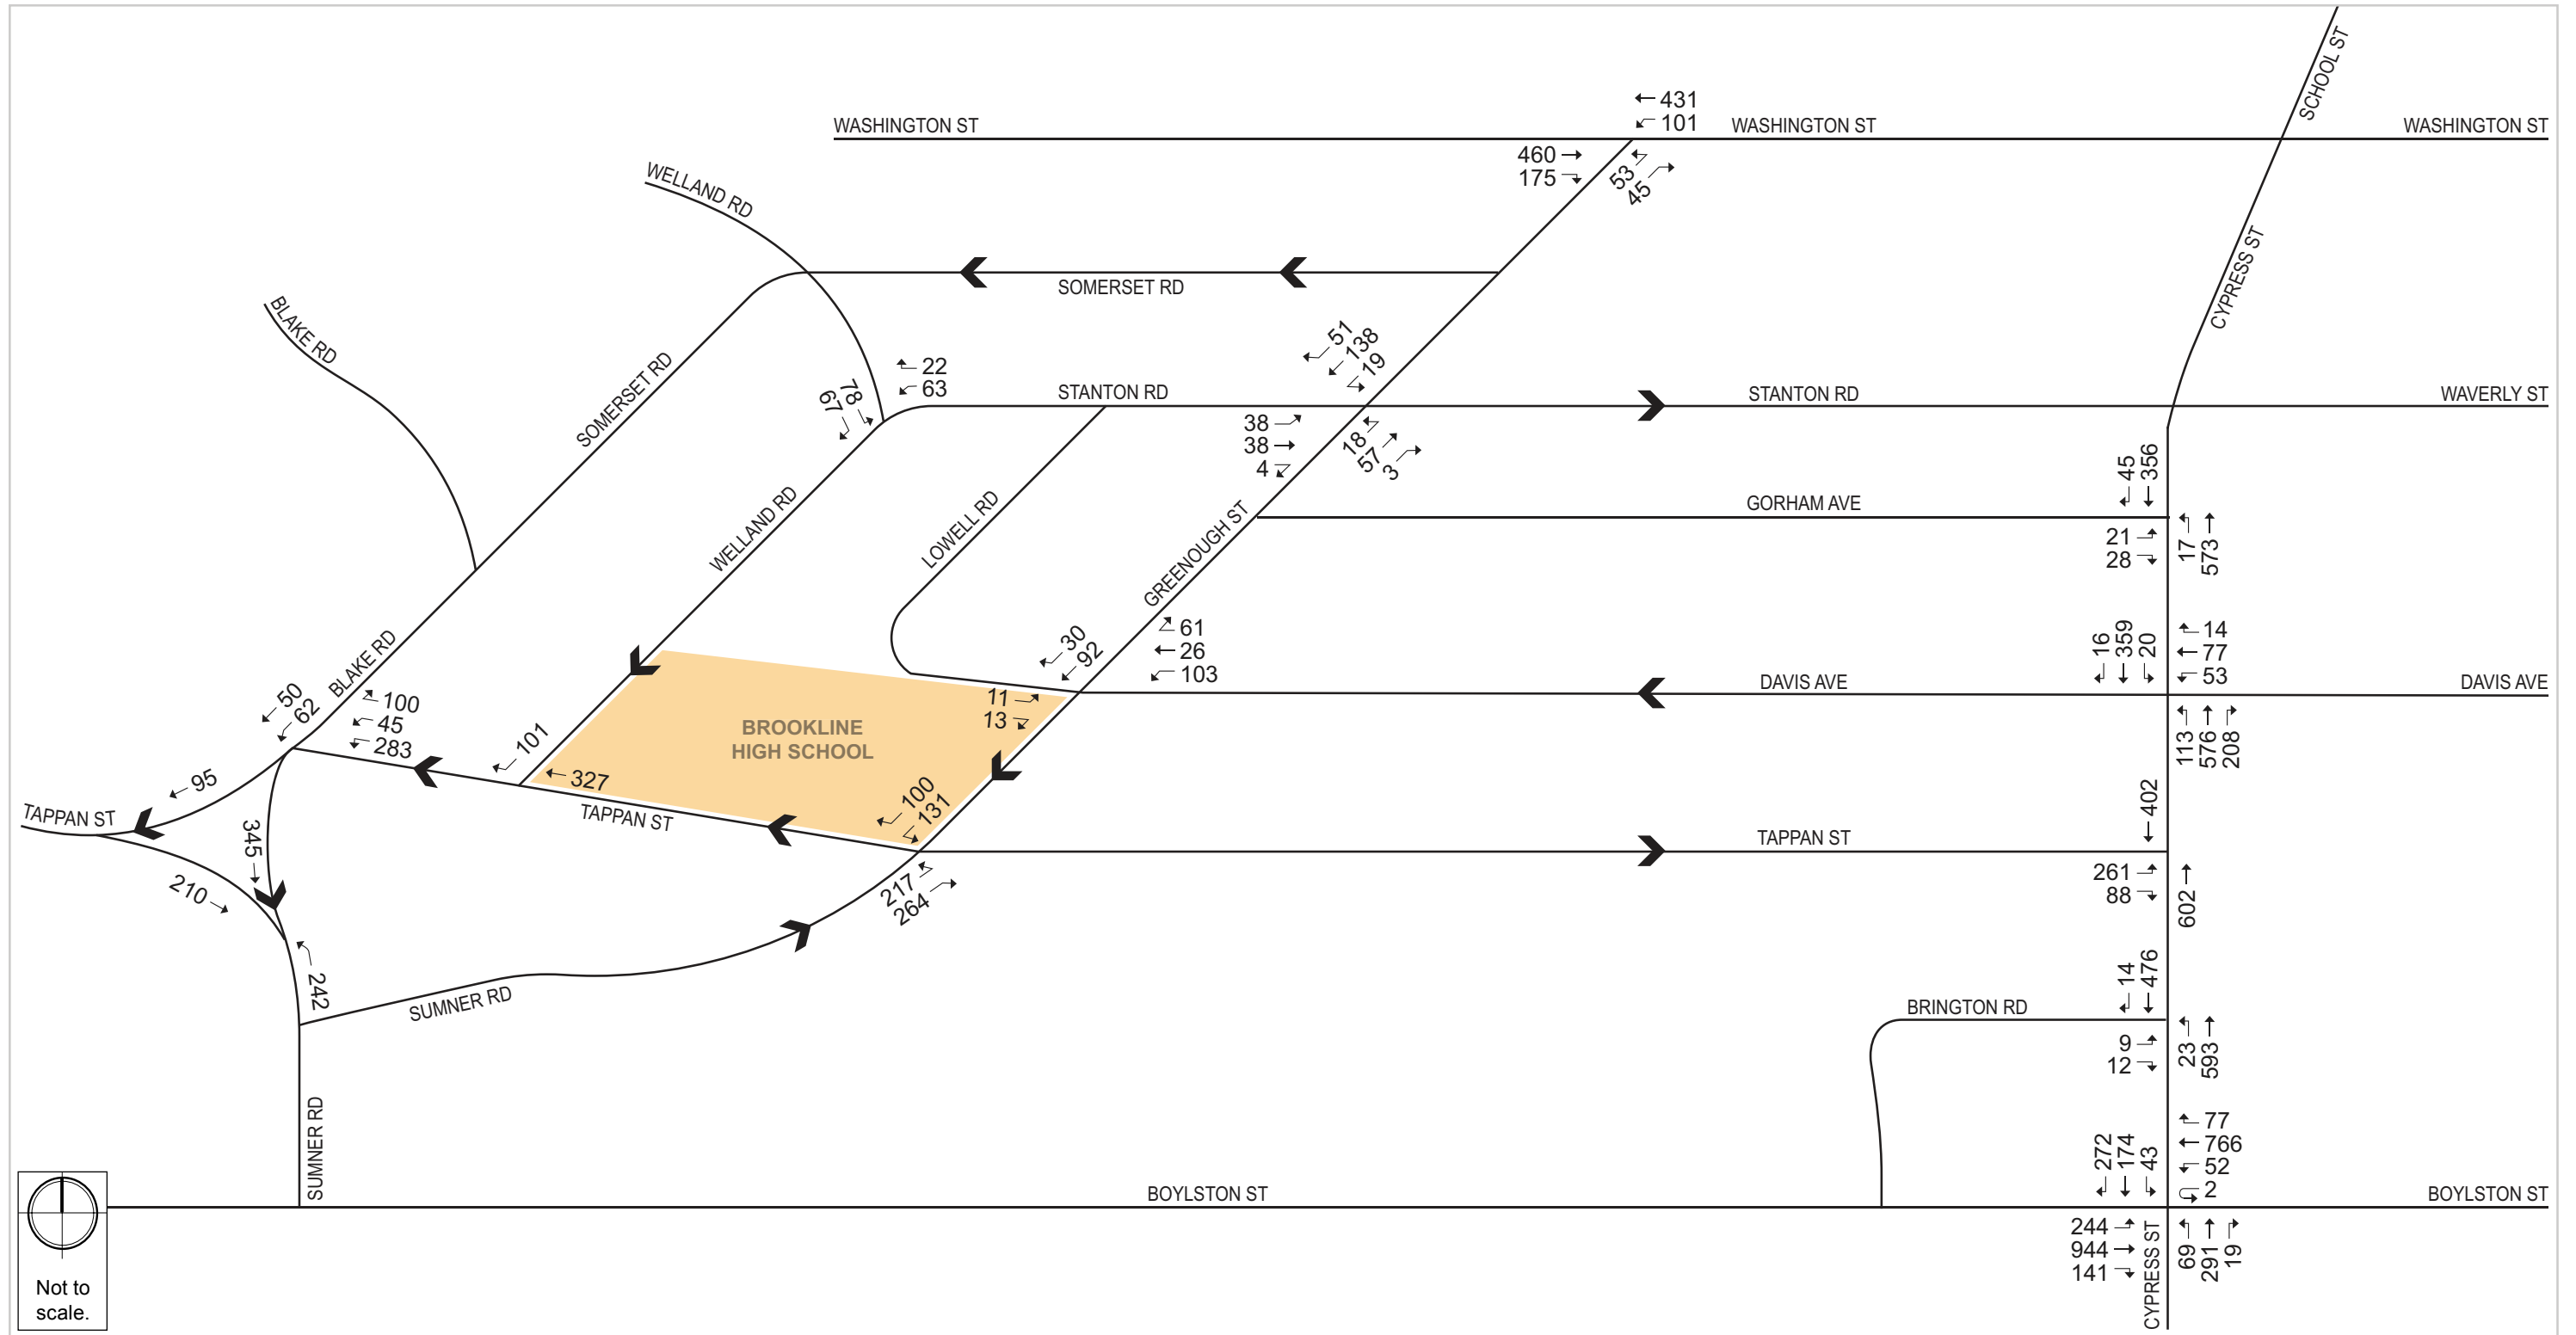 SCHOOL ST
← 431
WASHINGTON ST
101
WASHINGTON ST
WASHINGTON ST
460 →
175
53
45
WELLAND RD
CYPRESS ST
SOMERSET RD
BLAKE RD
51
138
19
22
63
78
67
SOMERSET RD
STANTON RD
STANTON RD
WAVERLY ST
38
38 →
4
18
57
3
45
356
WELLAND RD
LOWELL RD
GREENOUGH ST
GORHAM AVE
21
28
17
573
61
← 26
103
30
92
16
359
20
14
← 77
53
BLAKE RD
DAVIS AVE
DAVIS AVE
50
62
100
45
283
11
13
101
BROOKLINE
HIGH SCHOOL
113
576
208
← 327
← 95
100
131
402
TAPPAN ST
TAPPAN ST
TAPPAN ST
345
210
217
264
261
88
602
242
14
476
SUMNER RD
BRINGTON RD
9
12
23
593
SUMNER RD
77
← 766
52
2
272
174
43
BOYLSTON ST
BOYLSTON ST
244
944 →
141
CYPRESS ST
69
291
19
Not to
scale.